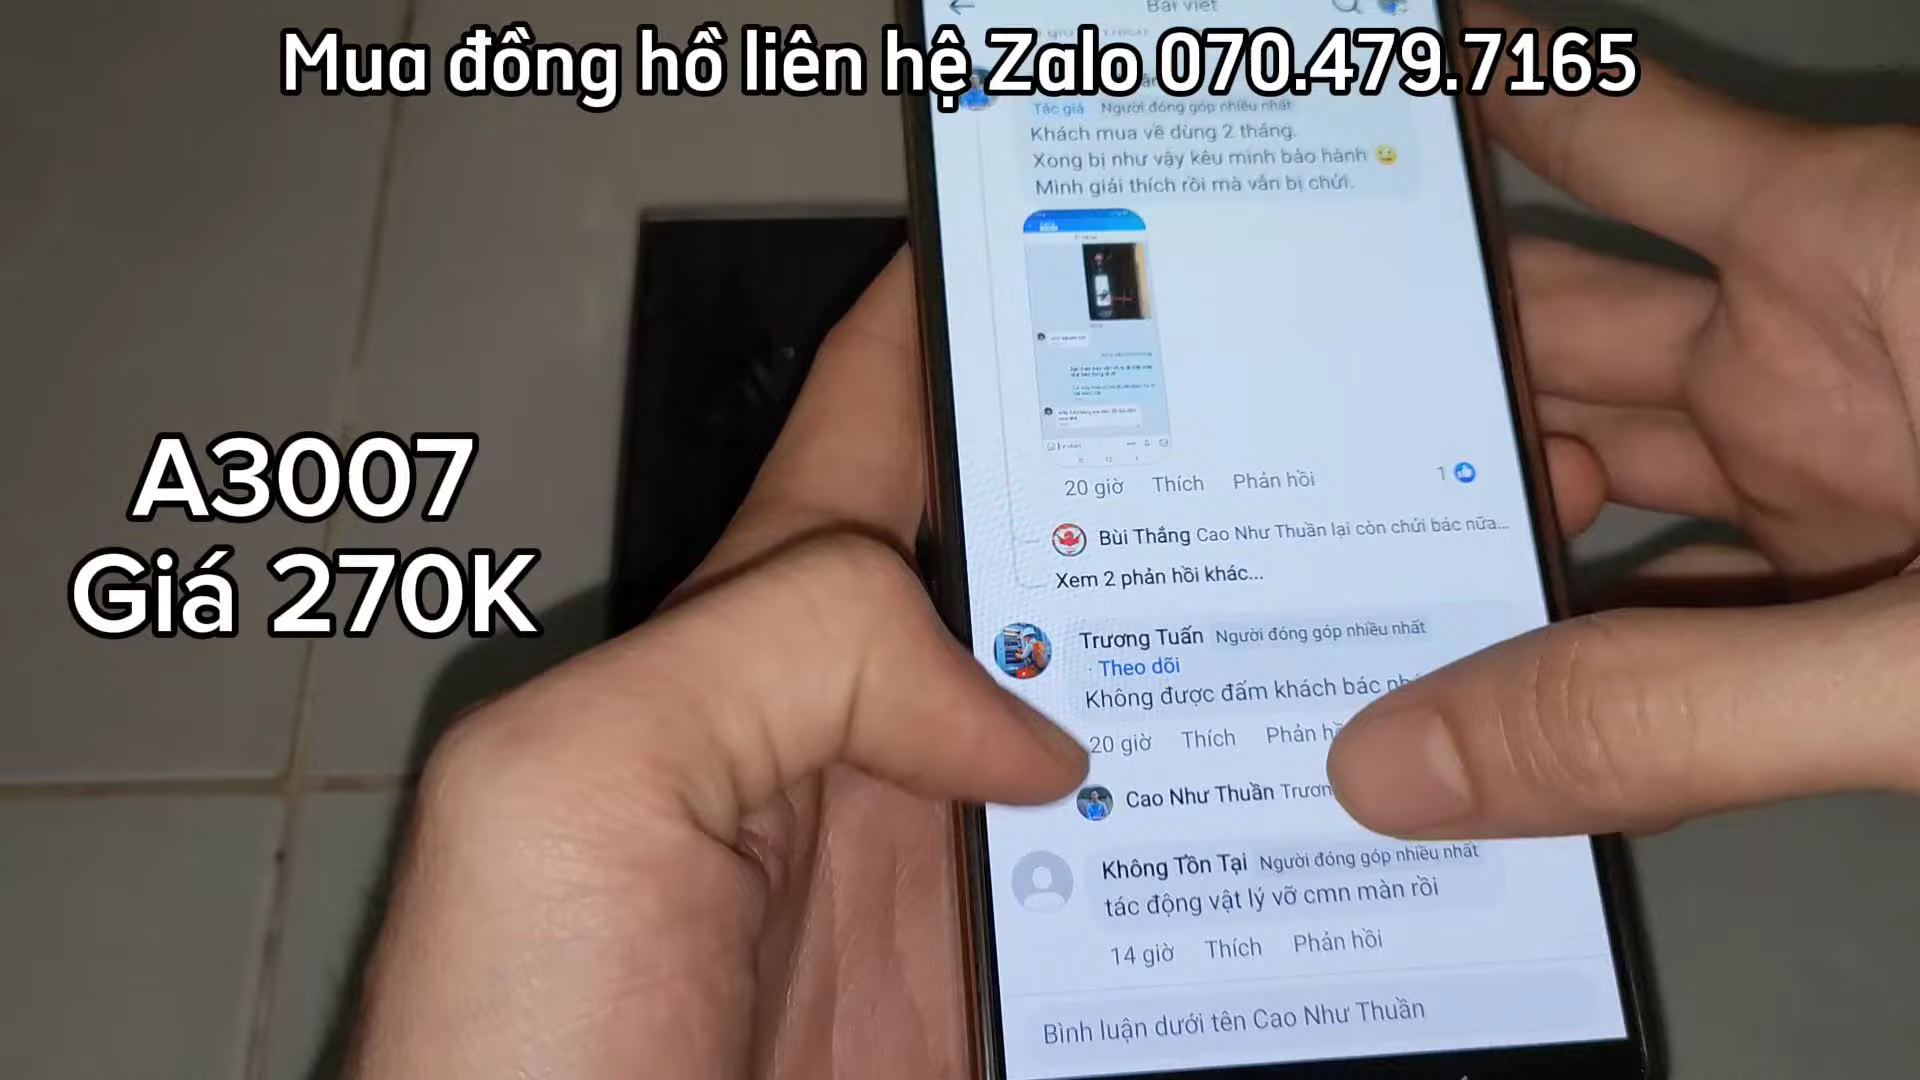 Bài viết
Mua đồng hồ liên hệ Zalo 070.479.7165
Tác giả Người đóng góp nhiều nhất
Khách mua về dùng 2 tháng.
Xong bị như vậy kêu mình bảo hành
Mình giải thích rồi mà vẫn bị chửi.
A3007
Giá 270K
20 giờ Thích Phản hồi 1
Bùi Thắng Cao Như Thuần lại còn chửi bác nữa...
Xem 2 phản hồi khác...
Trương Tuấn Người đóng góp nhiều nhất
· Theo dõi
Không được đấm khách bác
20 giờ Thích Phản
Cao Như Thuần
Không Tồn Tại Người đóng góp nhiều nhất
tác động vật lý vỡ cmn màn rồi
14 giờ Thích Phản hồi
Bình luận dưới tên Cao Như Thuần